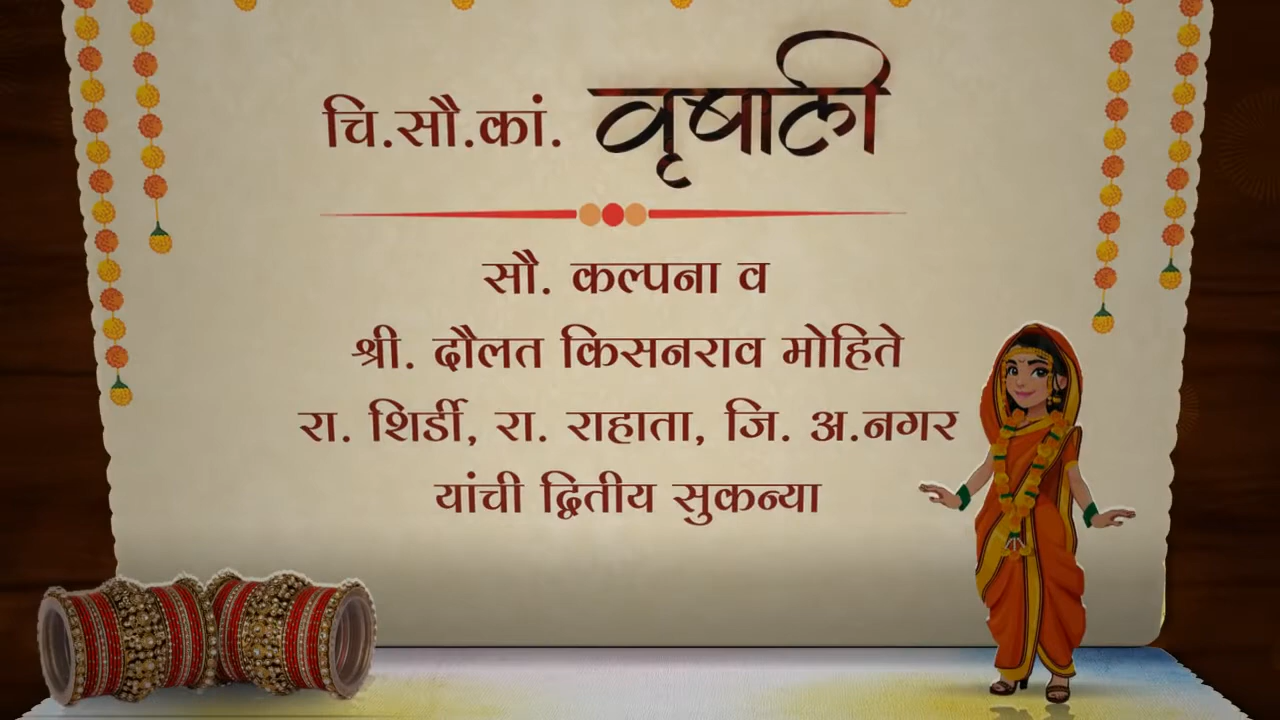 चि.सौ.कां. वृषाली
सौ. कल्पना व
श्री. दौलत किसनराव मोहिते
रा. शिर्डी, रा. राहाता, जि. अ.नगर
यांची द्वितीय सुकन्या